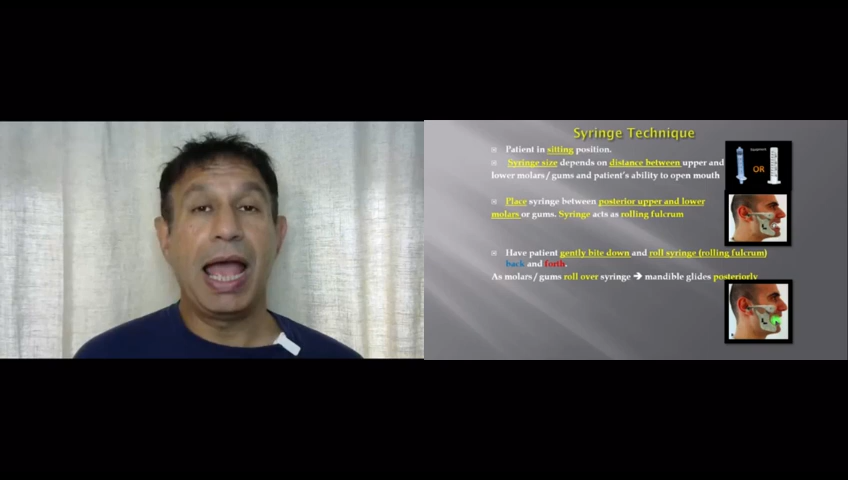 Syringe Technique
Patient in sitting position.
Syringe size depends on distance between upper and
lower molars / gums and patient's ability to open mouth
OR
Place syringe between posterior upper and lower
molars or gums. Syringe acts as rolling fulcrum
Have patient gently bite down and roll syringe (rolling fulcrum)
back and forth.
As molars/gums roll over syringe → mandible glides posteriorly